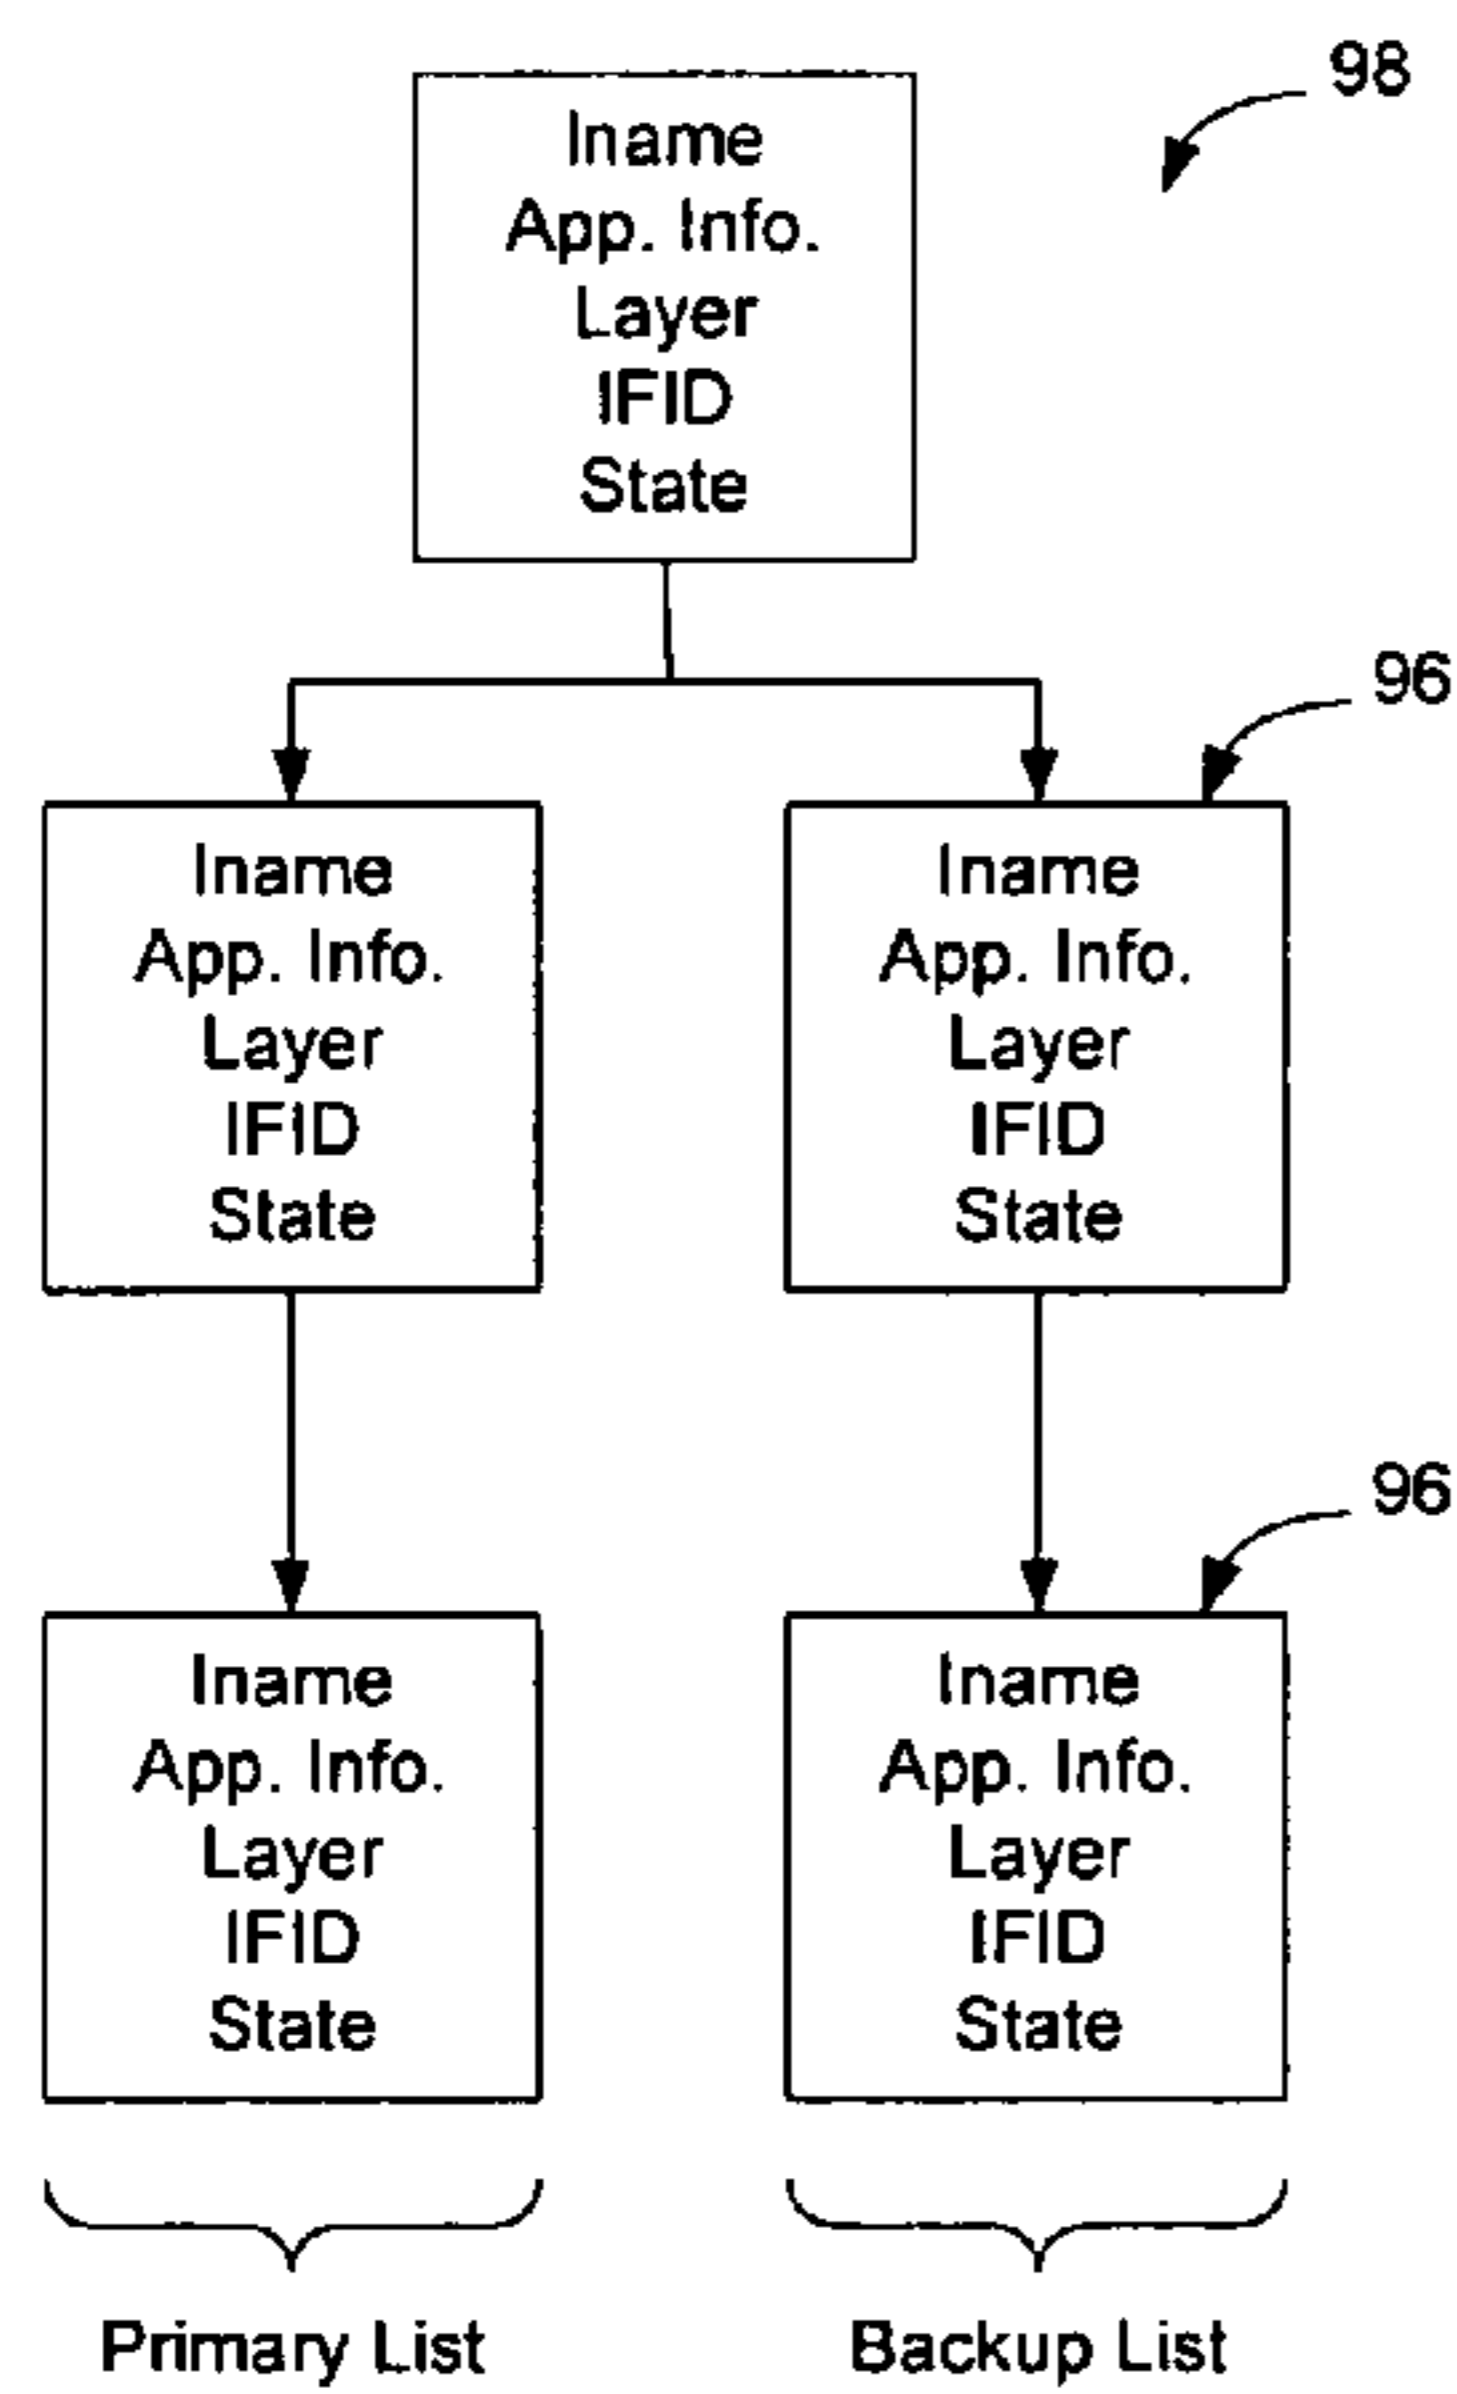 98
Iname
App. Info.
Layer
IFID
State
96
Iname
App. Info.
Layer
IFID
State
Iname
App. Info.
Layer
IFID
State
96
Iname
App. Info.
Layer
IFID
State
Iname
App. Info.
Layer
IFID
State
Primary List
Backup List